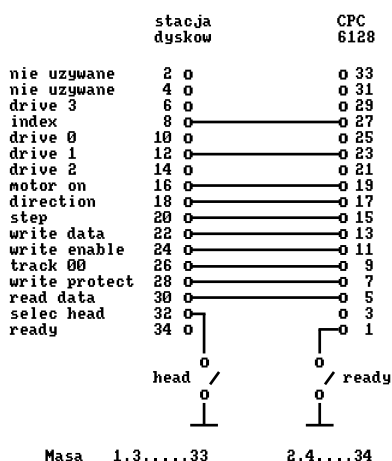 stacja CPC
dyskow 6128
nie uzywane 2 33
nie uzywane 4 31
drive 3 6 29
index 8 27
drive 0 10 25
drive 1 12 23
drive 2 14 21
motor on 16 19
direction 18 17
step 20 15
write data 22 13
write enable 24 11
track 00 26 9
write protect 28 7
read data 30 5
selec head 32 3
ready 34 1
head ready
Masa 1.3.....33 2.4....34